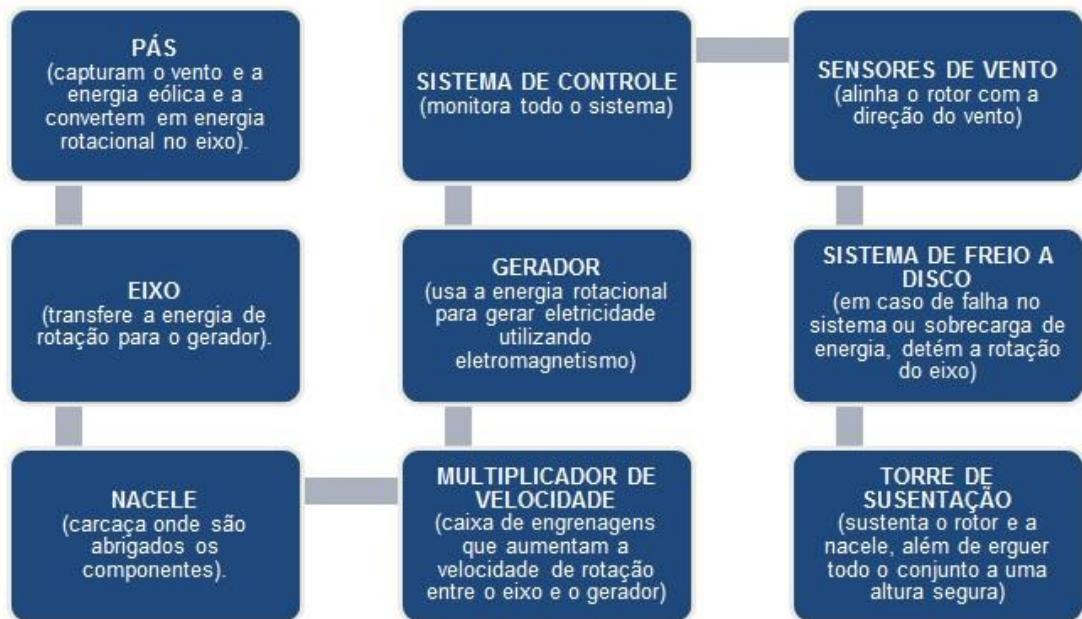 PÁS
(capturam o vento e a
energia eólica e a
convertem em energia
rotacional no eixo).
EIXO
(transfere a energia de
rotação para o gerador).
NACELE
(carcaça onde são
abrigados os
componentes).
MULTIPLICADOR DE
VELOCIDADE
(caixa de engrenagens
que aumentam a
velocidade de rotação
entre o eixo e o gerador)
GERADOR
(usa a energia rotacional
para gerar eletricidade
utilizando
eletromagnetismo)
SISTEMA DE CONTROLE
(monitora todo o sistema)
SENSORES DE VENTO
(alinha o rotor com a
direção do vento)
SISTEMA DE FREIO A
DISCO
(em caso de falha no
sistema ou sobrecarga de
energia, detém a rotação
do eixo)
TORRE DE
SUSENTAÇÃO
(sustenta o rotor e a
nacele, além de erguer
todo o conjunto a uma
altura segura)